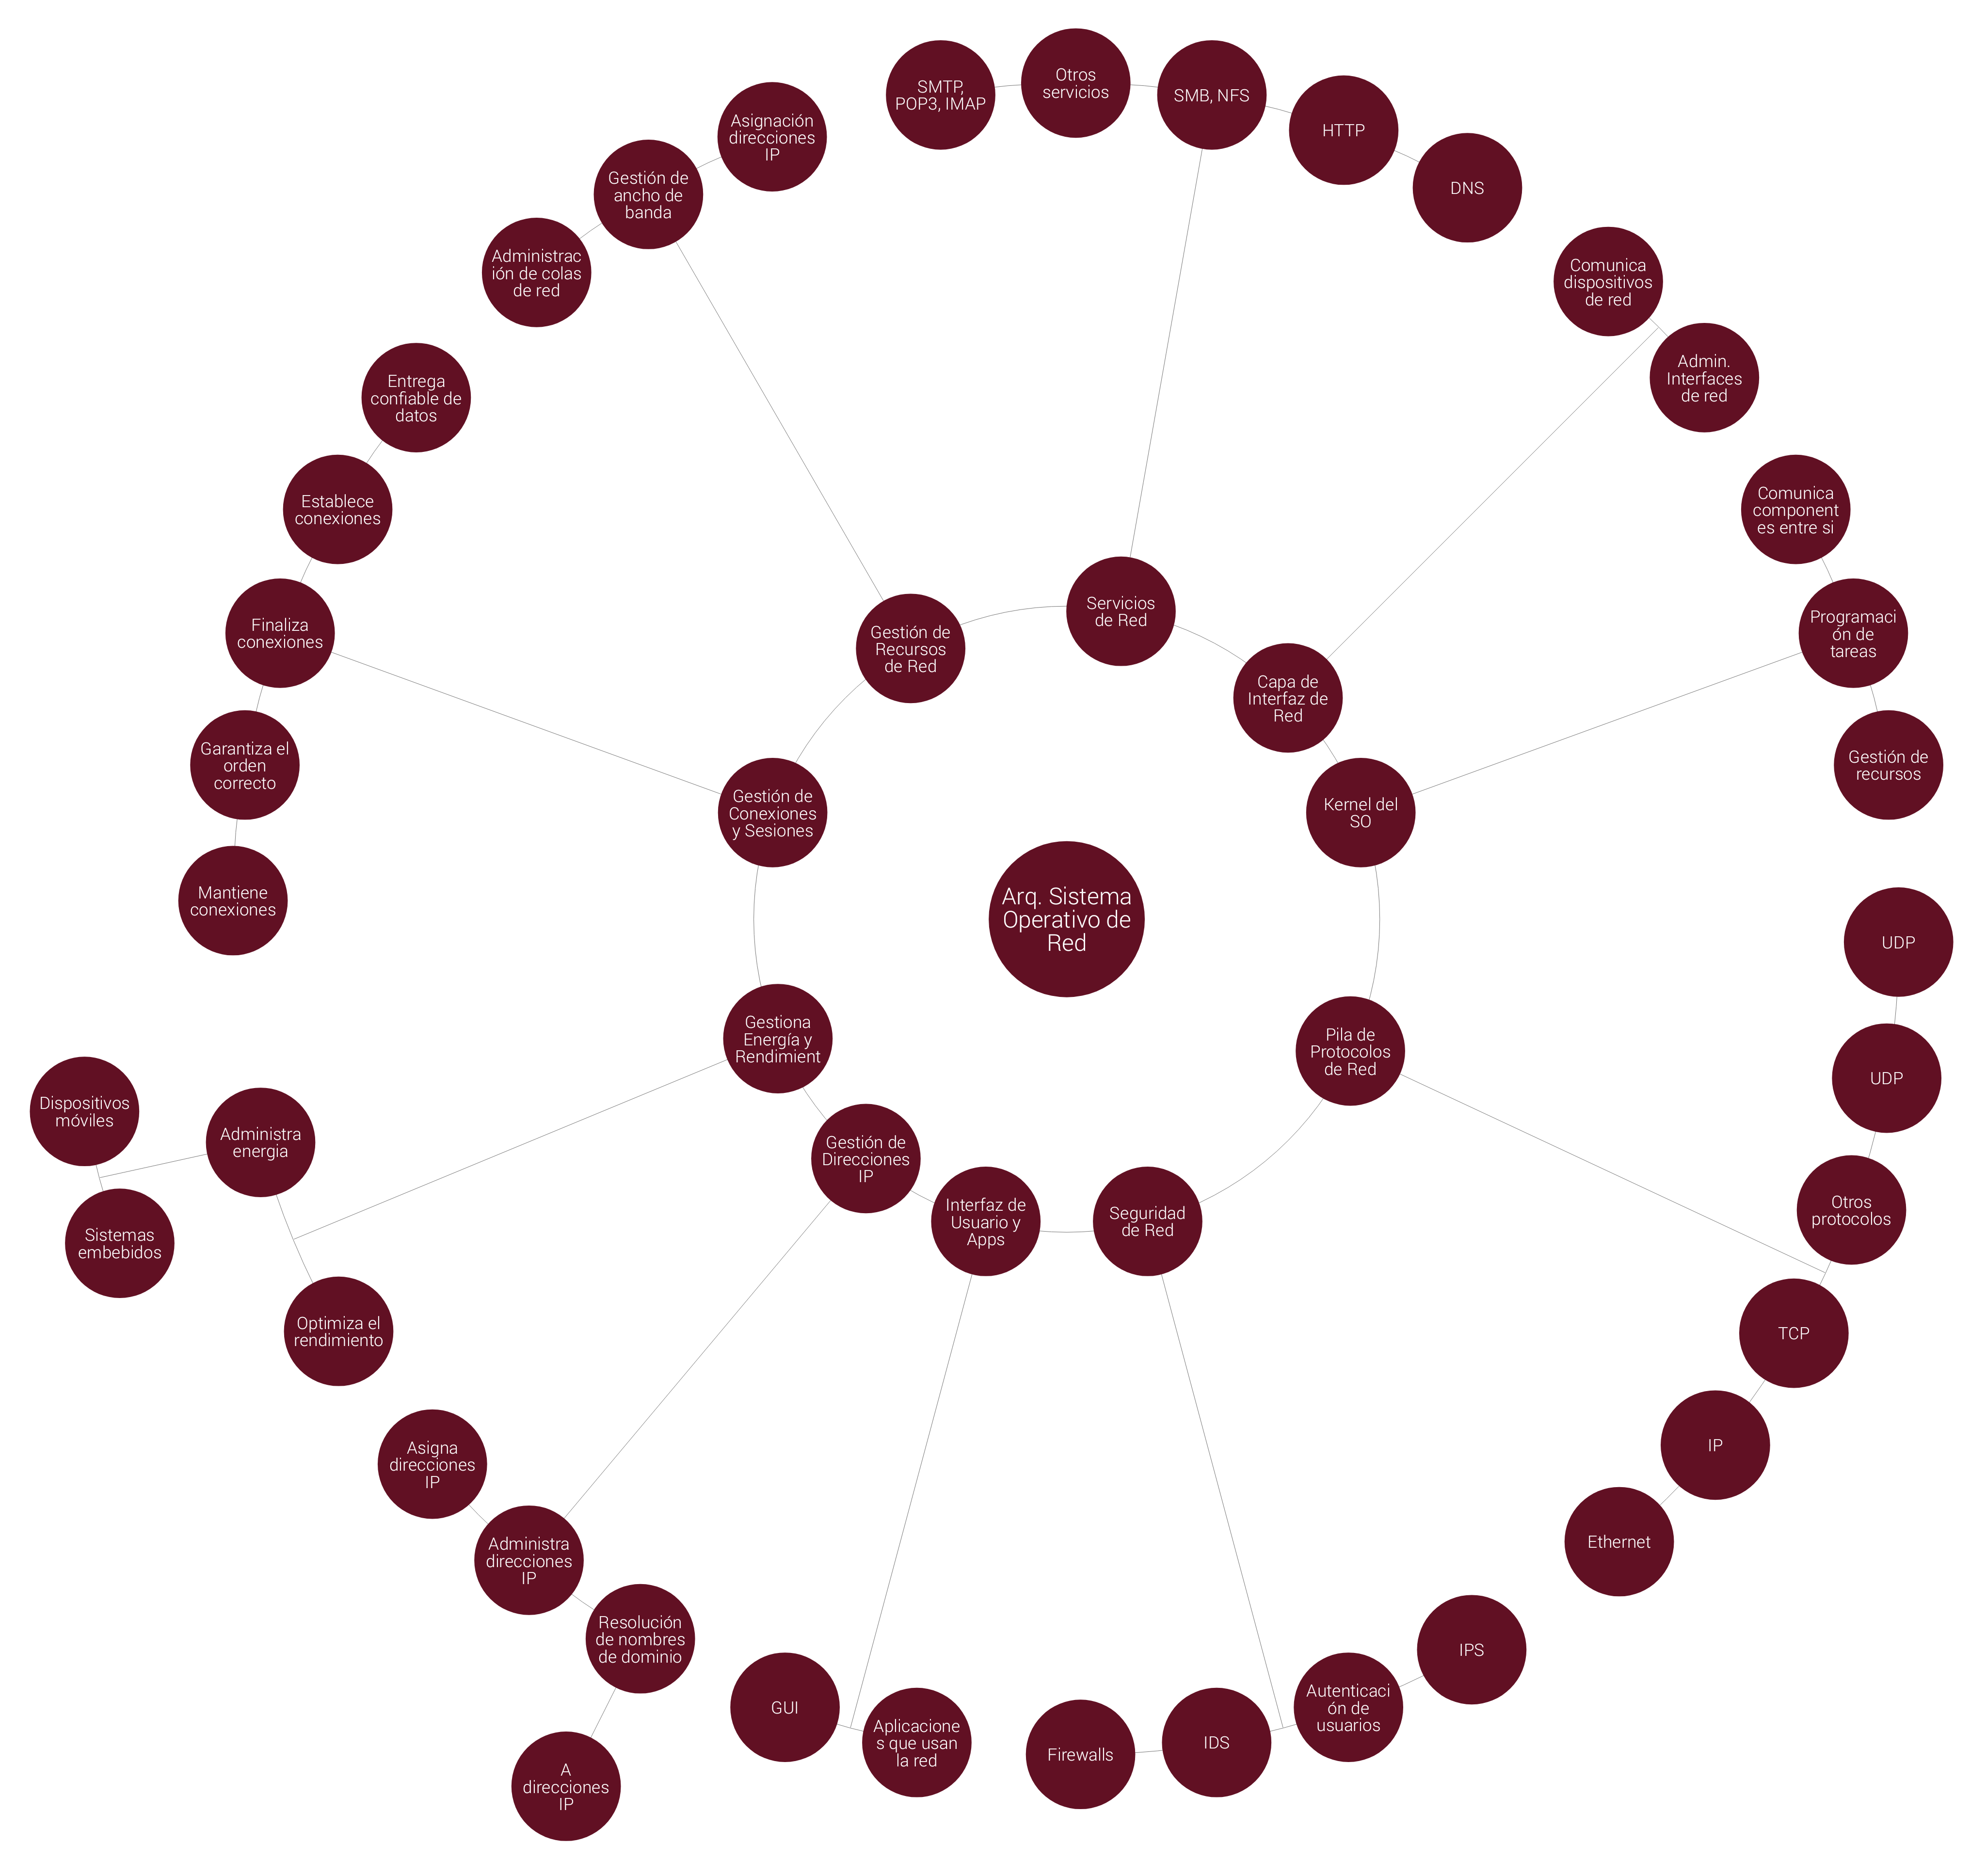 SMTP,
POP3, IMAP
Otros
servicios
SMB, NFS
HTTP
DNS
Asignación
direcciones
IP
Gestión de
ancho de
banda
Administrac
ión de colas
de red
Comunica
dispositivos
de red
Admin.
Interfaces
de red
Entrega
confiable de
datos
Establece
conexiones
Finaliza
conexiones
Garantiza el
orden
correcto
Mantiene
conexiones
Comunica
component
es entre si
Programaci
ón de
tareas
Gestión de
recursos
Servicios
de Red
Gestión de
Recursos
de Red
Capa de
Interfaz de
Red
Gestión de
Conexiones
y Sesiones
Kernel del
SO
Arq. Sistema
Operativo de
Red
Gestiona
Energía y
Rendimient
Pila de
Protocolos
de Red
Gestión de
Direcciones
IP
Interfaz de
Usuario y
Apps
Seguridad
de Red
UDP
UDP
Otros
protocolos
TCP
IP
Ethernet
Dispositivos
móviles
Administra
energia
Sistemas
embebidos
Optimiza el
rendimiento
Asigna
direcciones
IP
Administra
direcciones
IP
Resolución
de nombres
de dominio
A
direcciones
IP
GUI
Aplicacione
s que usan
la red
Firewalls
IDS
Autenticaci
ón de
usuarios
IPS